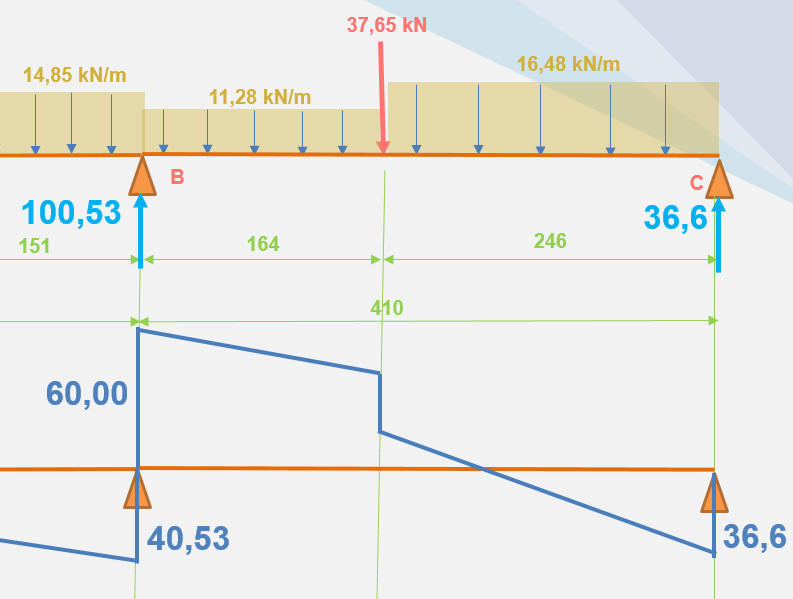 37,65 kN
14,85 kN/m
11,28 kN/m
16,48 kN/m
B
C
100,53
36,6
151
164
246
410
60,00
40,53
36,6